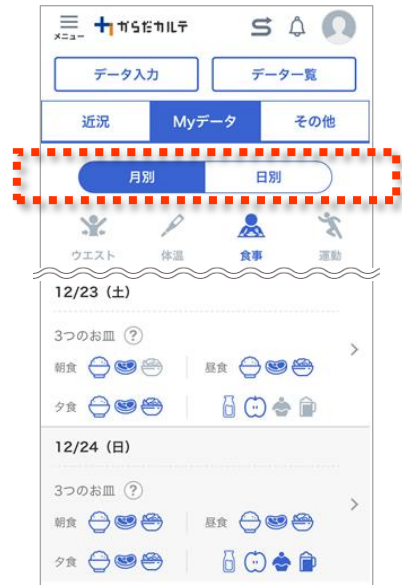 メニュー からだカルテ
データ入力 データ一覧
近況 Myデータ その他
月別 日別
ウエスト 体温 食事 運動
12/23（土）
3つのお皿 ?
朝食 昼食
夕食
12/24（日）
3つのお皿 ?
朝食 昼食
夕食